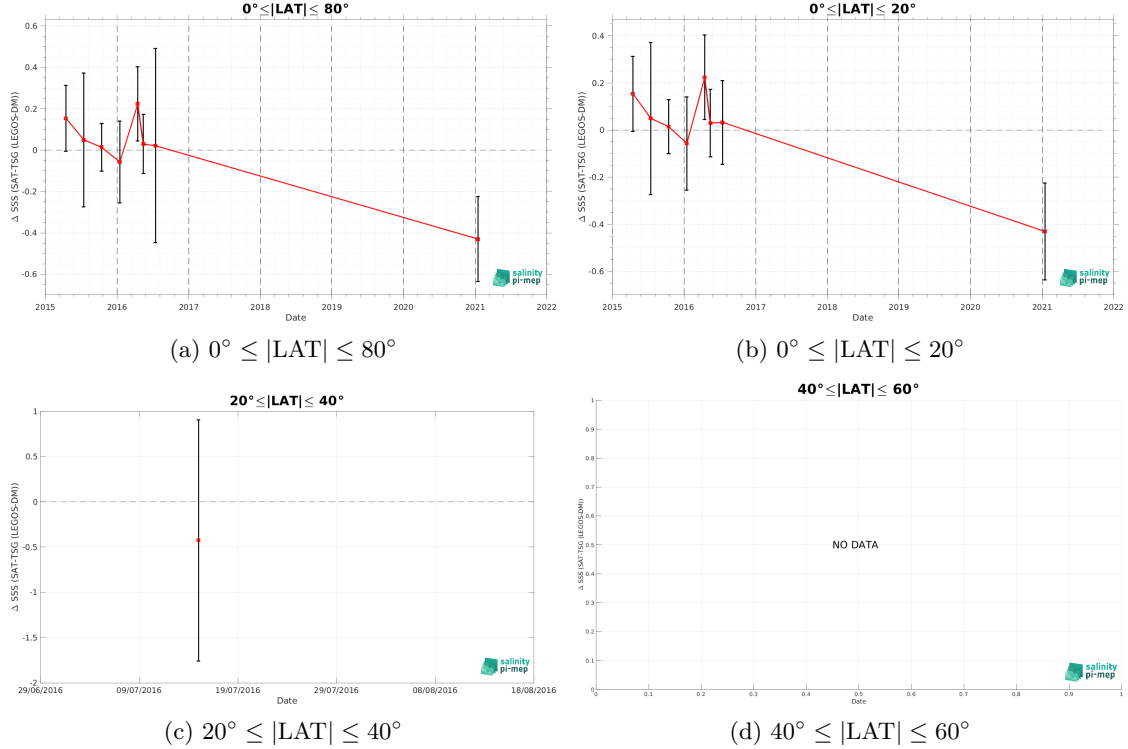 0°≤|LAT|≤ 80°
Δ SSS (SAT-TSG (LEGOS-DM))
0.6
0.4
0.2
0
-0.2
-0.4
-0.6
2015 2016 2017 2018 2019 2020 2021 2022
Date
salinity
pi-mep
(a) 0° ≤ |LAT| ≤ 80°
0°≤|LAT|≤ 20°
Δ SSS (SAT-TSG (LEGOS-DM))
0.4
0.2
0
-0.2
-0.4
-0.6
2015 2016 2017 2018 2019 2020 2021 2022
Date
salinity
pi-mep
(b) 0° ≤ |LAT| ≤ 20°
20°≤|LAT|≤ 40°
Δ SSS (SAT-TSG (LEGOS-DM))
1
0.5
0
-0.5
-1
-1.5
-2
29/06/2016 09/07/2016 19/07/2016 29/07/2016 08/08/2016 18/08/2016
Date
salinity
pi-mep
(c) 20° ≤ |LAT| ≤ 40°
40°≤|LAT|≤ 60°
Δ SSS (SAT-TSG (LEGOS-DM))
1
0.9
0.8
0.7
0.6
0.5
0.4
0.3
0.2
0.1
0
NO DATA
0 0.1 0.2 0.3 0.4 0.5 0.6 0.7 0.8 0.9 1
Date
salinity
pi-mep
(d) 40° ≤ |LAT| ≤ 60°